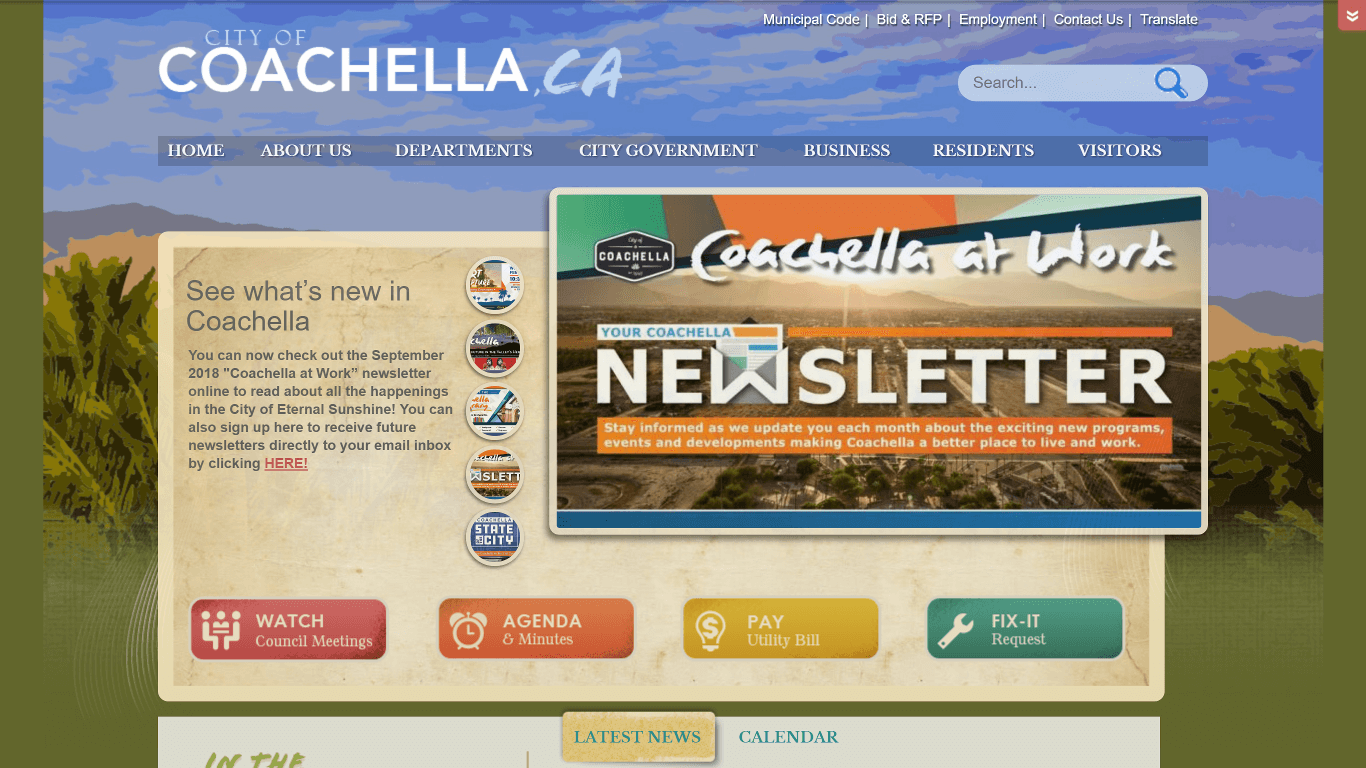 Municipal Code | Bid & RFP | Employment | Contact Us | Translate
CITY OF
COACHELLA,CA
Search...
HOME ABOUT US DEPARTMENTS CITY GOVERNMENT BUSINESS RESIDENTS VISITORS
City of
COACHELLA
Coachella at Work
YOUR COACHELLA
NEWSLETTER
Stay informed as we update you each month about the exciting new programs,
events and developments making Coachella a better place to live and work.
See what's new in
Coachella
You can now check out the September
2018 "Coachella at Work” newsletter
online to read about all the happenings
in the City of Eternal Sunshine! You can
also sign up here to receive future
newsletters directly to your email inbox
by clicking HERE!
COACHELLA
STATE
CITY
WATCH
Council Meetings
AGENDA
& Minutes
PAY
Utility Bill
FIX-IT
Request
LATEST NEWS CALENDAR
IN THE